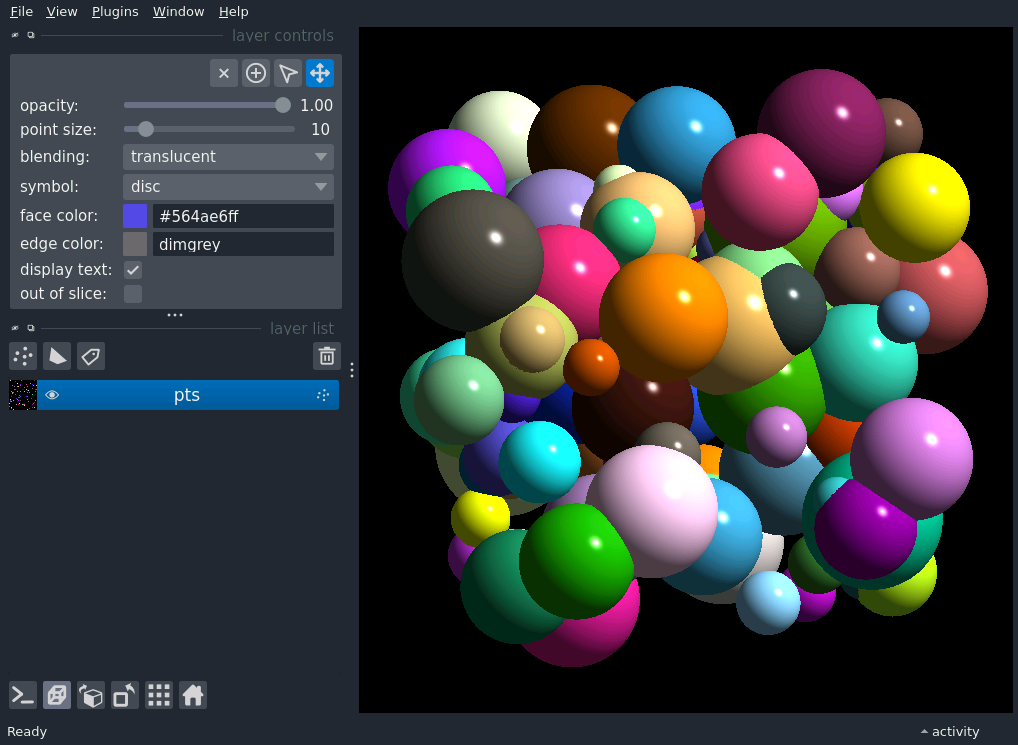 File View Plugins Window Help
layer controls
opacity: 1.00
point size: 10
blending: translucent
symbol: disc
face color: #564ae6ff
edge color: dimgrey
display text:
out of slice:
layer list
pts
Ready
activity